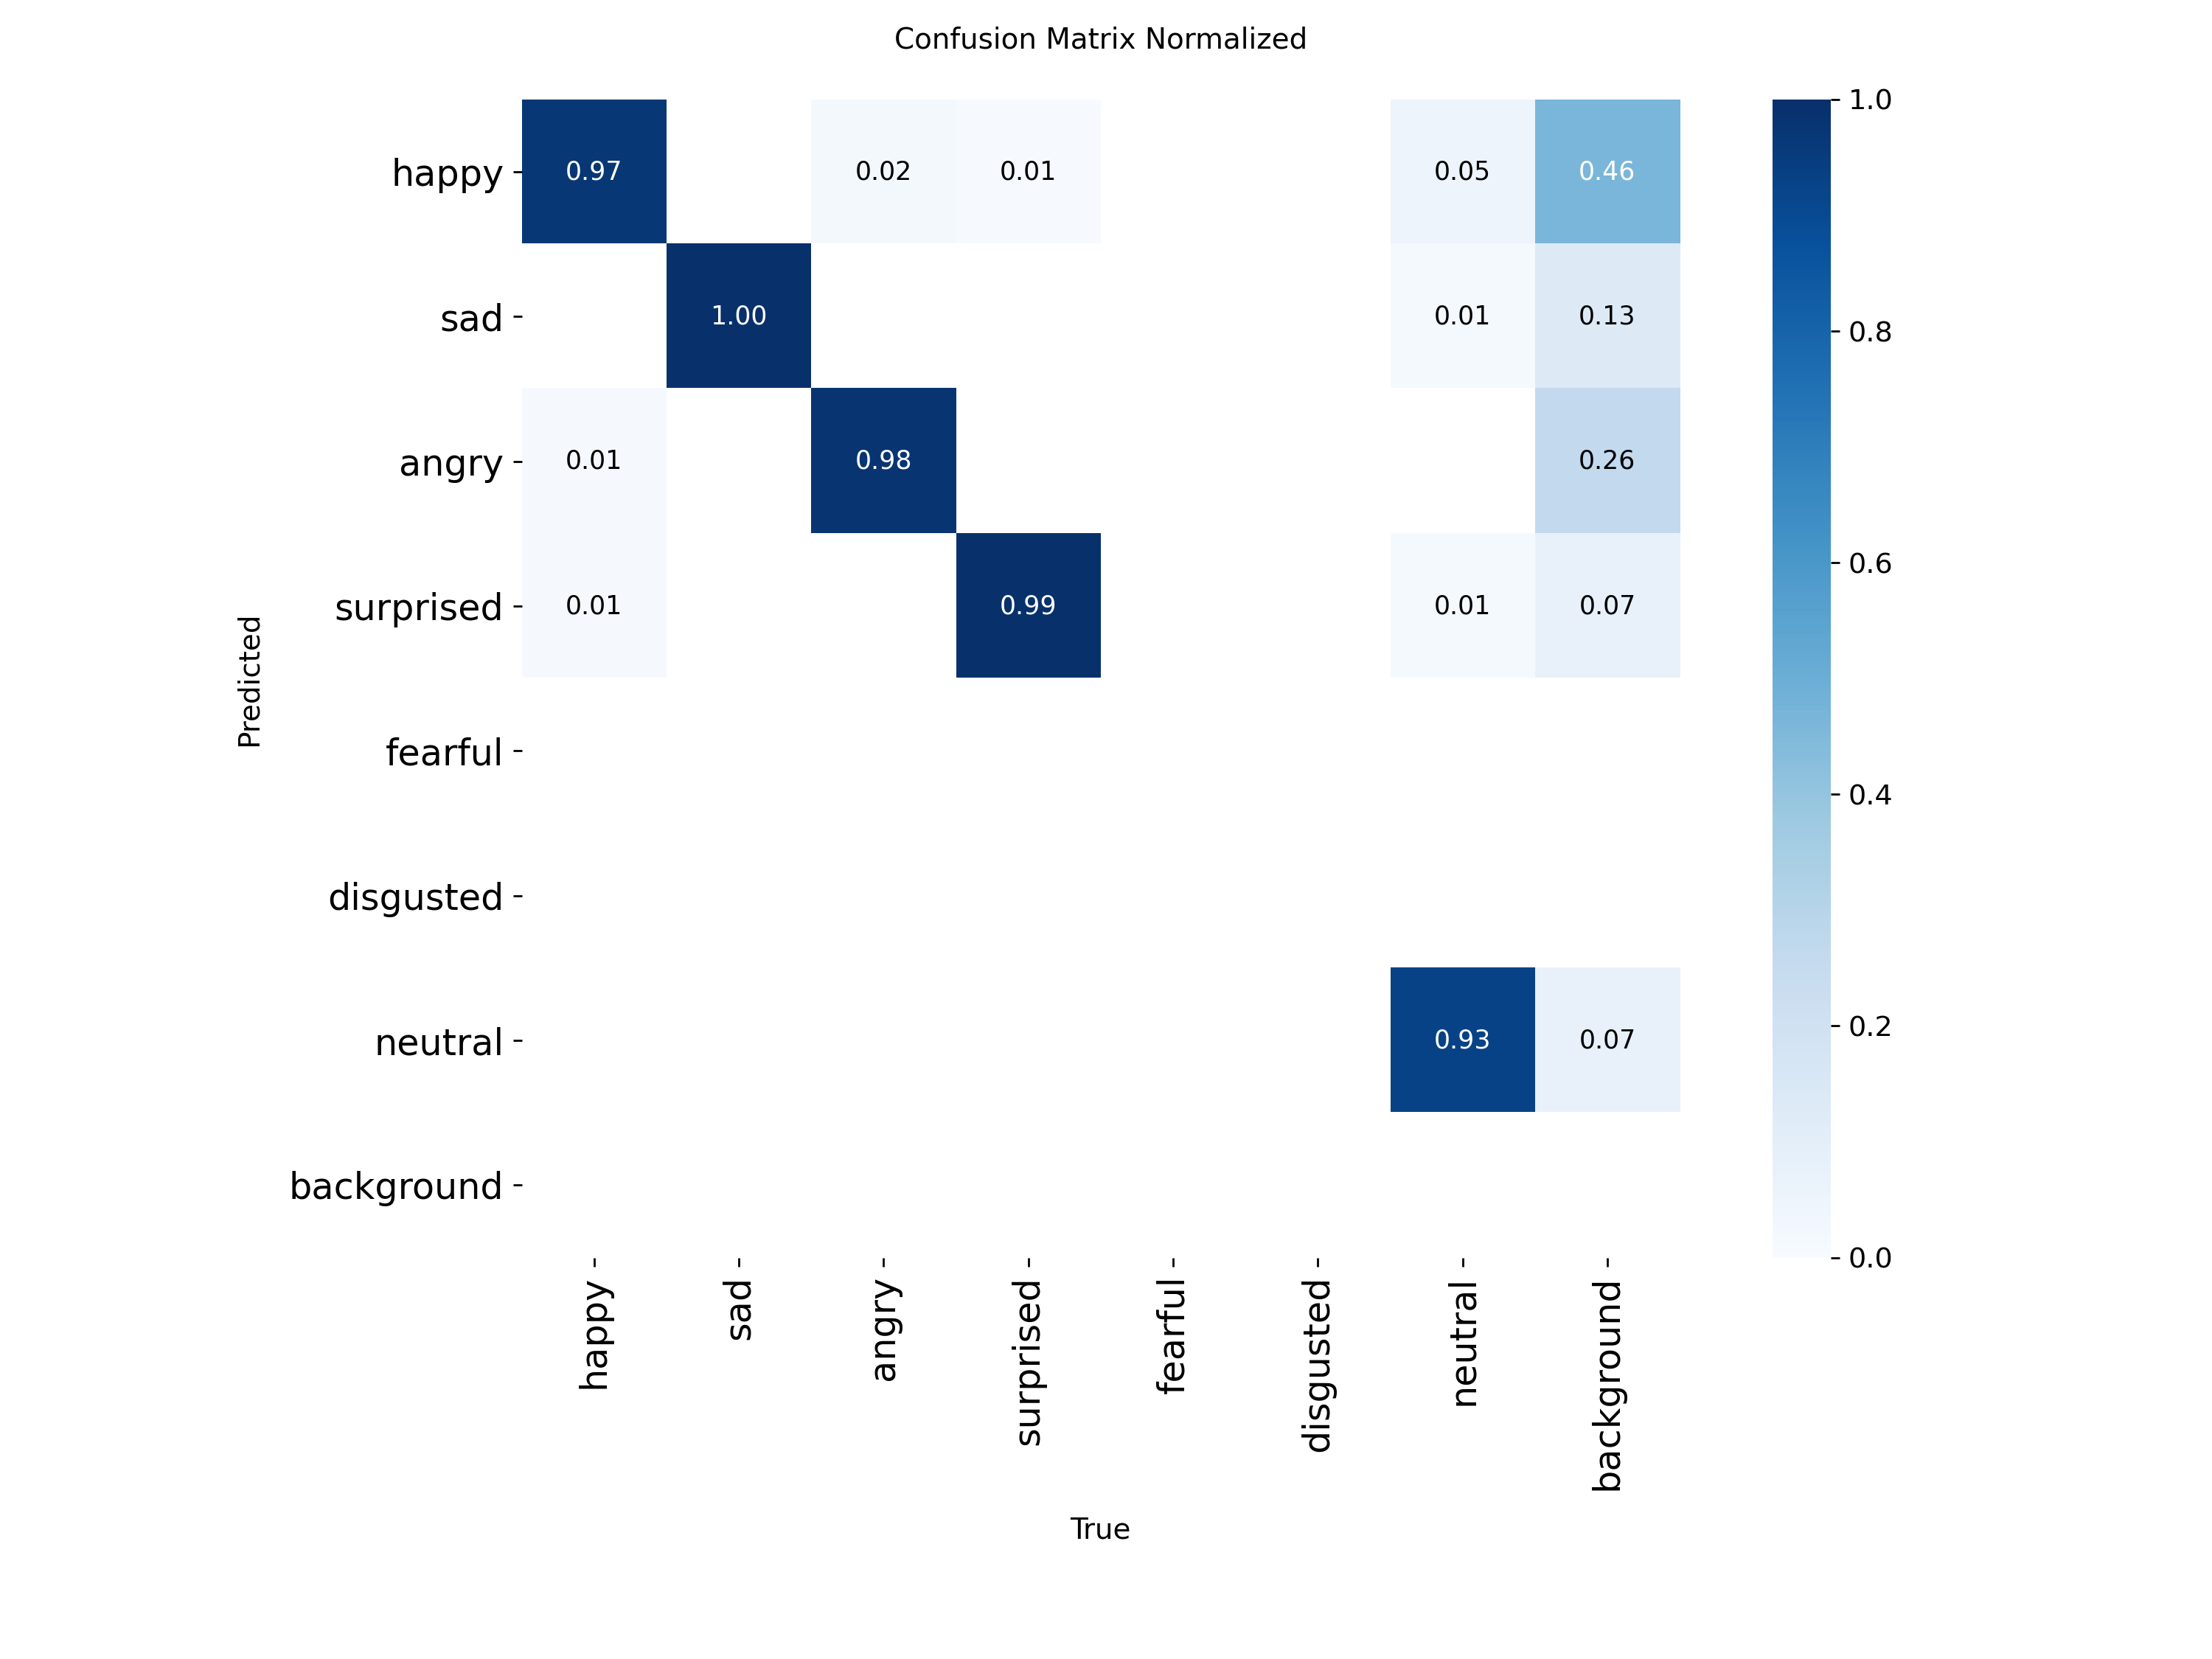 Confusion Matrix Normalized
happy
0.97
0.02
0.01
0.05
0.46
sad
1.00
0.01
0.13
angry
0.01
0.98
0.26
surprised
0.01
0.99
0.01
0.07
fearful
disgusted
neutral
0.93
0.07
background
Predicted
happy
sad
angry
surprised
fearful
disgusted
neutral
background
True
1.0
0.8
0.6
0.4
0.2
0.0